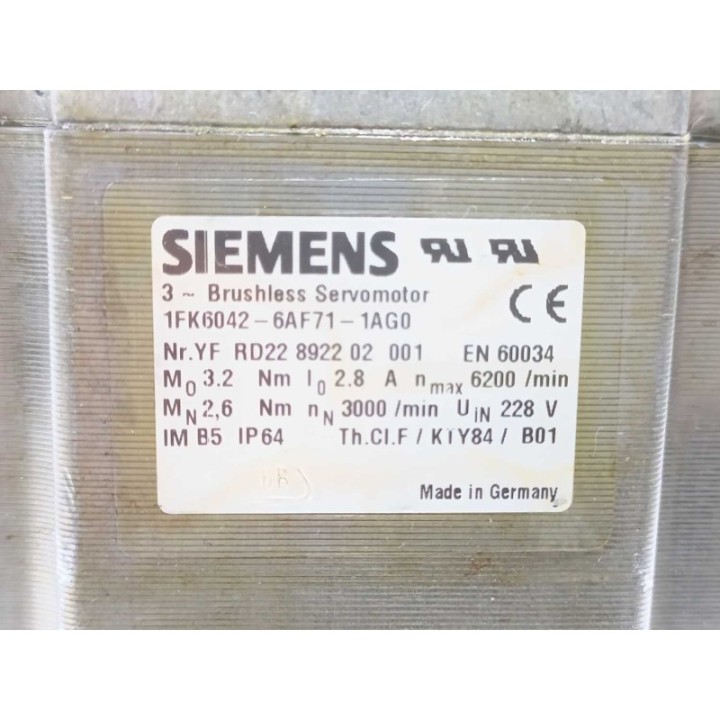 SIEMENS
3 ~ Brushless Servomotor
1FK6042-6AF71-1AG0
Nr.YF RD22 8922 02 001 EN 60034
M0 3.2 Nm I0 2.8 A nmax 6200 /min
MN 2,6 Nm nN 3000 /min UIN 228 V
IM B5 IP64 Th.Cl.F / KTY84 / B01
Made in Germany